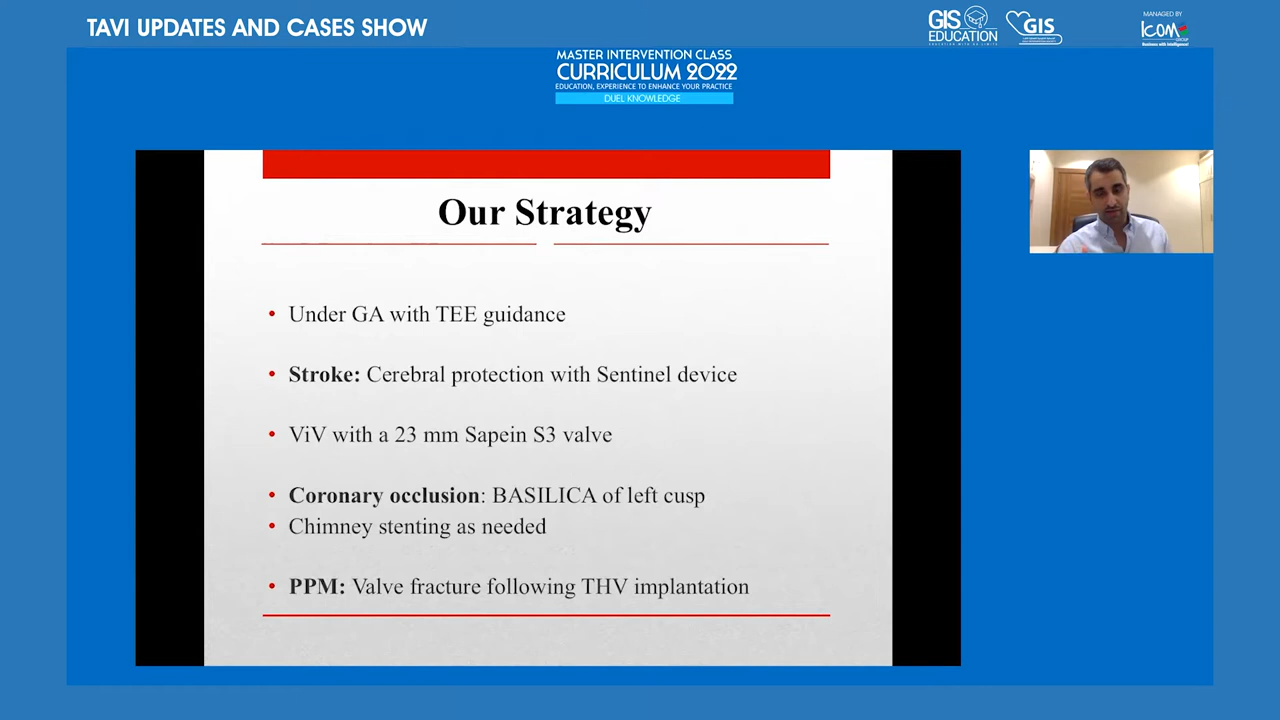 TAVI UPDATES AND CASES SHOW
GIS
EDUCATION
GIS
MANAGED BY
ICOM
GROUP
Business with Intelligence!
MASTER INTERVENTION CLASS
CURRICULUM 2022
EDUCATION, EXPERIENCE TO ENHANCE YOUR PRACTICE
DUEL KNOWLEDGE
Our Strategy
• Under GA with TEE guidance
• Stroke: Cerebral protection with Sentinel device
• ViV with a 23 mm Sapein S3 valve
• Coronary occlusion: BASILICA of left cusp
• Chimney stenting as needed
• PPM: Valve fracture following THV implantation